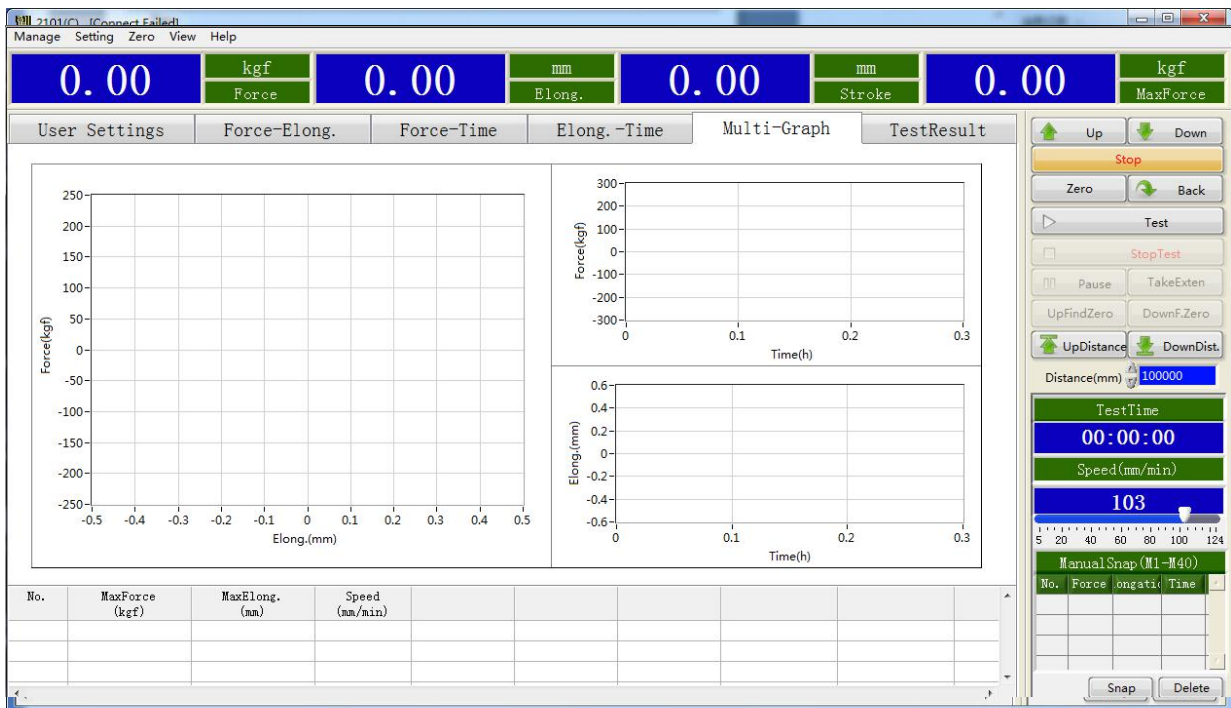 2101(C) [Connect Failed]
Manage Setting Zero View Help
0.00 kgf Force 0.00 mm Elong. 0.00 mm Stroke 0.00 kgf MaxForce
User Settings Force-Elong. Force-Time Elong.-Time Multi-Graph TestResult
250
200
150
100
50
0
-50
-100
-150
-200
-250
Force(kgf)
-0.5 -0.4 -0.3 -0.2 -0.1 0 0.1 0.2 0.3 0.4 0.5
Elong.(mm)
300
200
100
0
-100
-200
-300
Force(kgf)
0 0.1 0.2 0.3
Time(h)
0.6
0.4
0.2
0
-0.2
-0.4
-0.6
Elong.(mm)
0 0.1 0.2 0.3
Time(h)
No. MaxForce MaxElong. Speed
(kgf) (mm) (mm/min)
Up Down
Stop
Zero Back
Test
StopTest
Pause TakeExten
UpFindZero DownF.Zero
UpDistance DownDist.
Distance(mm) 100000
TestTime
00:00:00
Speed(mm/min)
103
5 20 40 60 80 100 124
ManualSnap(M1-M40)
No. Force ongatio Time
Snap Delete